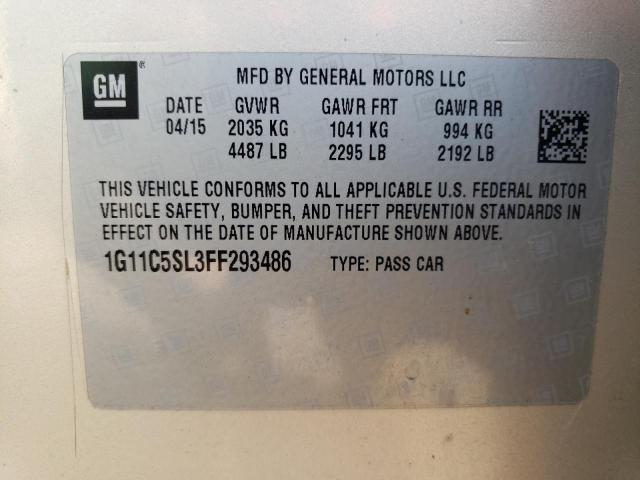 GM®
MFD BY GENERAL MOTORS LLC
DATE GVWR GAWR FRT GAWR RR
04/15 2035 KG 1041 KG 994 KG
4487 LB 2295 LB 2192 LB
THIS VEHICLE CONFORMS TO ALL APPLICABLE U.S. FEDERAL MOTOR
VEHICLE SAFETY, BUMPER, AND THEFT PREVENTION STANDARDS IN
EFFECT ON THE DATE OF MANUFACTURE SHOWN ABOVE.
1G11C5SL3FF293486 TYPE: PASS CAR